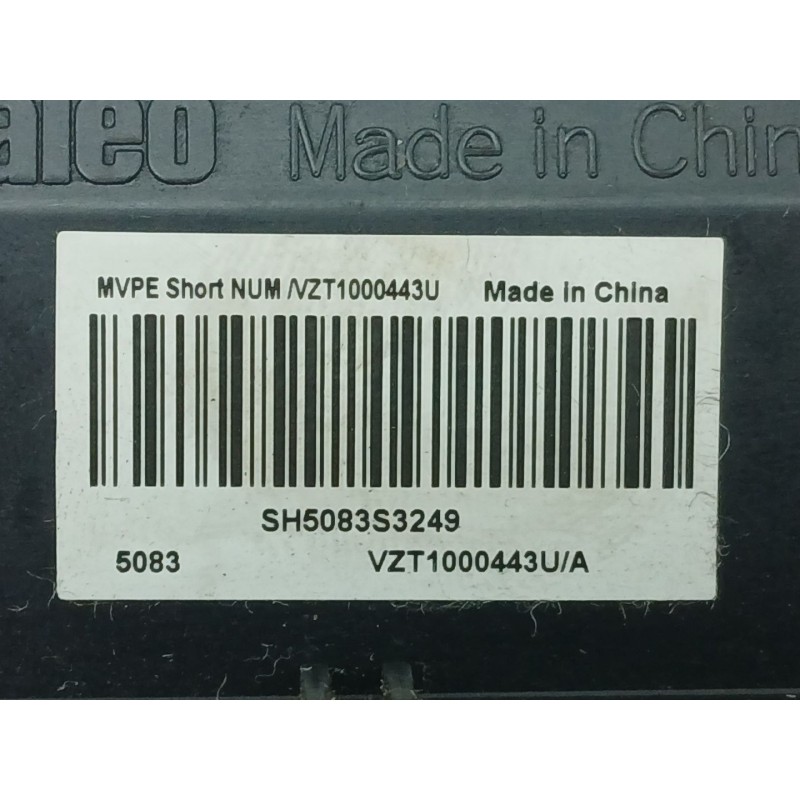 aleo Made in Chin
MVPE Short NUM /VZT1000443U Made in China
SH5083S3249
5083 VZT1000443U/A